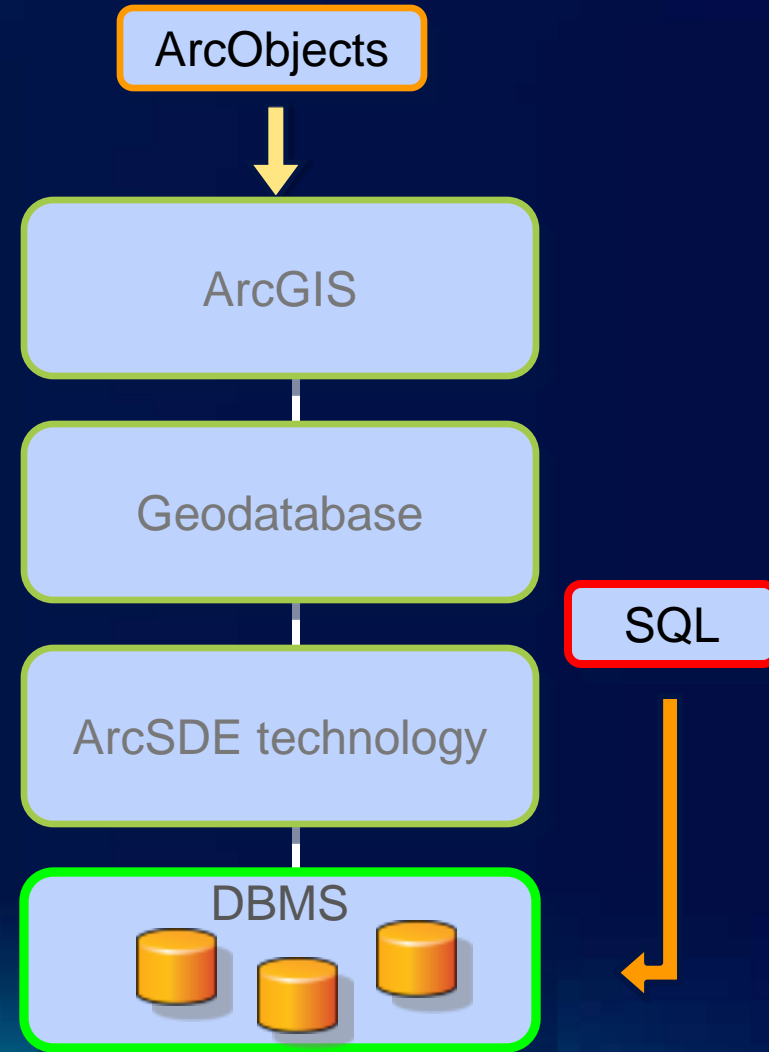 ArcObjects
ArcGIS
Geodatabase
SQL
ArcSDE technology
DBMS